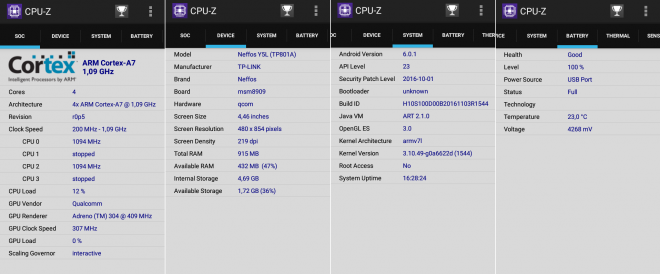 CPU-Z
SOC DEVICE SYSTEM BATTERY
Cortex
Intelligent Processors by ARM®
ARM Cortex-A7
1,09 GHz
Cores 4
Architecture 4x ARM Cortex-A7 @ 1,09 GHz
Revision r0p5
Clock Speed 200 MHz - 1,09 GHz
CPU 0 1094 MHz
CPU 1 stopped
CPU 2 1094 MHz
CPU 3 stopped
CPU Load 12 %
GPU Vendor Qualcomm
GPU Renderer Adreno (TM) 304 @ 409 MHz
GPU Clock Speed 307 MHz
GPU Load 0 %
Scaling Governor interactive
CPU-Z
SOC DEVICE SYSTEM BATTERY
Model Neffos Y5L (TP801A)
Manufacturer TP-LINK
Brand Neffos
Board msm8909
Hardware qcom
Screen Size 4,46 inches
Screen Resolution 480 x 854 pixels
Screen Density 219 dpi
Total RAM 915 MB
Available RAM 432 MB (47%)
Internal Storage 4,69 GB
Available Storage 1,72 GB (36%)
CPU-Z
DEVICE SYSTEM BATTERY THER
Android Version 6.0.1
API Level 23
Security Patch Level 2016-10-01
Bootloader unknown
Build ID H10S100D00B20161103R1544
Java VM ART 2.1.0
OpenGL ES 3.0
Kernel Architecture armv7l
Kernel Version 3.10.49-g0a6622d (1544)
Root Access No
System Uptime 16:28:24
CPU-Z
ICE SYSTEM BATTERY THERMAL SENS
Health Good
Level 100 %
Power Source USB Port
Status Full
Technology
Temperature 23,0 °C
Voltage 4268 mV